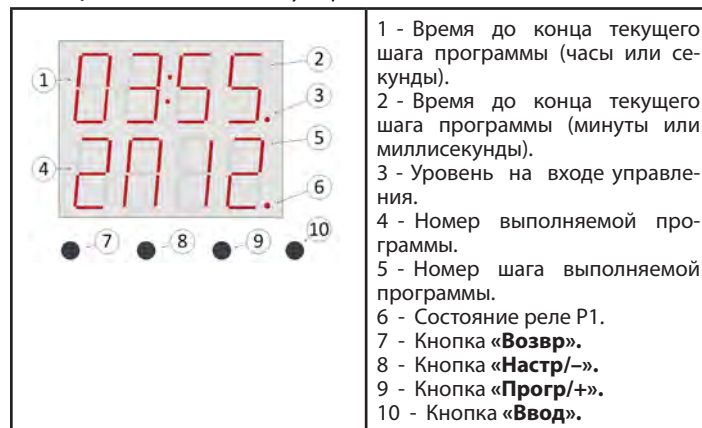 1
03:55.
2
3
5
2П 12.
4
6
7
8
9
10
1 - Время до конца текущего
шага программы (часы или се-
кунды).
2 - Время до конца текущего
шага программы (минуты или
миллисекунды).
3 - Уровень на входе управле-
ния.
4 - Номер выполняемой про-
граммы.
5 - Номер шага выполняемой
программы.
6 - Состояние реле P1.
7 - Кнопка «Возвр».
8 - Кнопка «Настр/–».
9 - Кнопка «Прогр/+».
10 - Кнопка «Ввод».